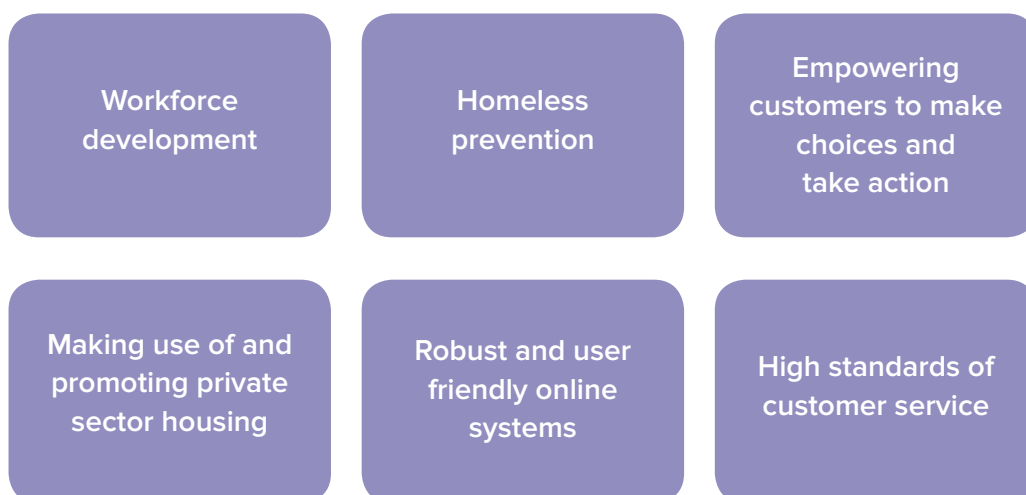 Workforce
development
Homeless
prevention
Empowering
customers to make
choices and
take action
Making use of and
promoting private
sector housing
Robust and user
friendly online
systems
High standards of
customer service